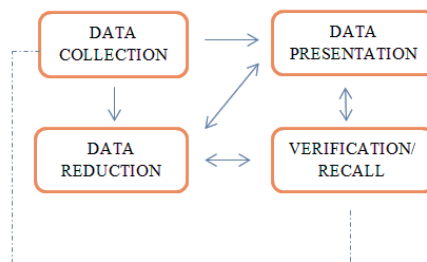 DATA
COLLECTION
DATA
PRESENTATION
DATA
REDUCTION
VERIFICATION/
RECALL